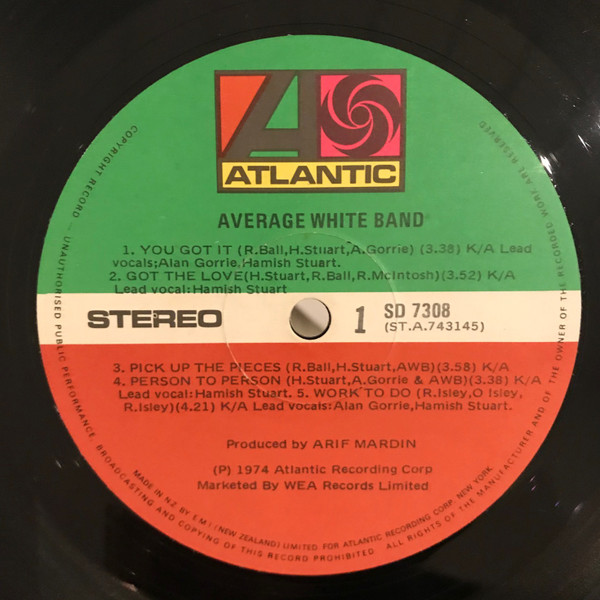 ATLANTIC
AVERAGE WHITE BAND
1. YOU GOT IT (R.Ball,H.Stuart,A.Gorrie) (3.38) K/A Lead
vocals;Alan Gorrie,Hamish Stuart.
2. GOT THE LOVE(H.Stuart,R.Ball,R.McIntosh)(3.52) K/A
Lead vocal:Hamish Stuart
STEREO
1
SD 7308
(ST.A.743145)
3. PICK UP THE PIECES (R.Ball,H.Stuart,AWB) (3.58) K/A
4. PERSON TO PERSON (H.Stuart,A.Gorrie & AWB) (3.38) K/A
Lead vocal:Hamish Stuart. 5. WORK TO DO (R.Isley,O Isley,
R.Isley)(4.21) K/A Lead vocals:Alan Gorrie,Hamish Stuart.
Produced by ARIF MARDIN
(P) 1974 Atlantic Recording Corp
Marketed By WEA Records Limited
COPYRIGHT RECORD — UNAUTHORISED PUBLIC PERFORMANCE, BROADCASTING AND COPYING OF THIS RECORD PROHIBITED. ALL RIGHTS OF THE MANUFACTURER AND OF THE OWNER OF THE RECORDED WORK ARE RESERVED
MADE IN N.Z. BY E.M.I (NEW ZEALAND) LIMITED. FOR ATLANTIC RECORDING CORP. NEW YORK.